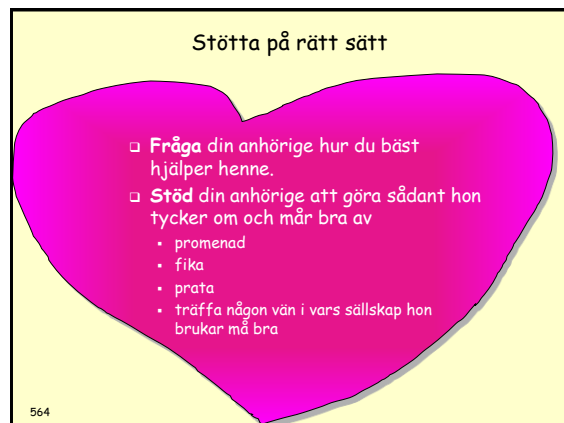 Stötta på rätt sätt
❑ Fråga din anhörige hur du bäst
hjälper henne.
❑ Stöd din anhörige att göra sådant hon
tycker om och mår bra av
▪ promenad
▪ fika
▪ prata
▪ träffa någon vän i vars sällskap hon
brukar må bra
564